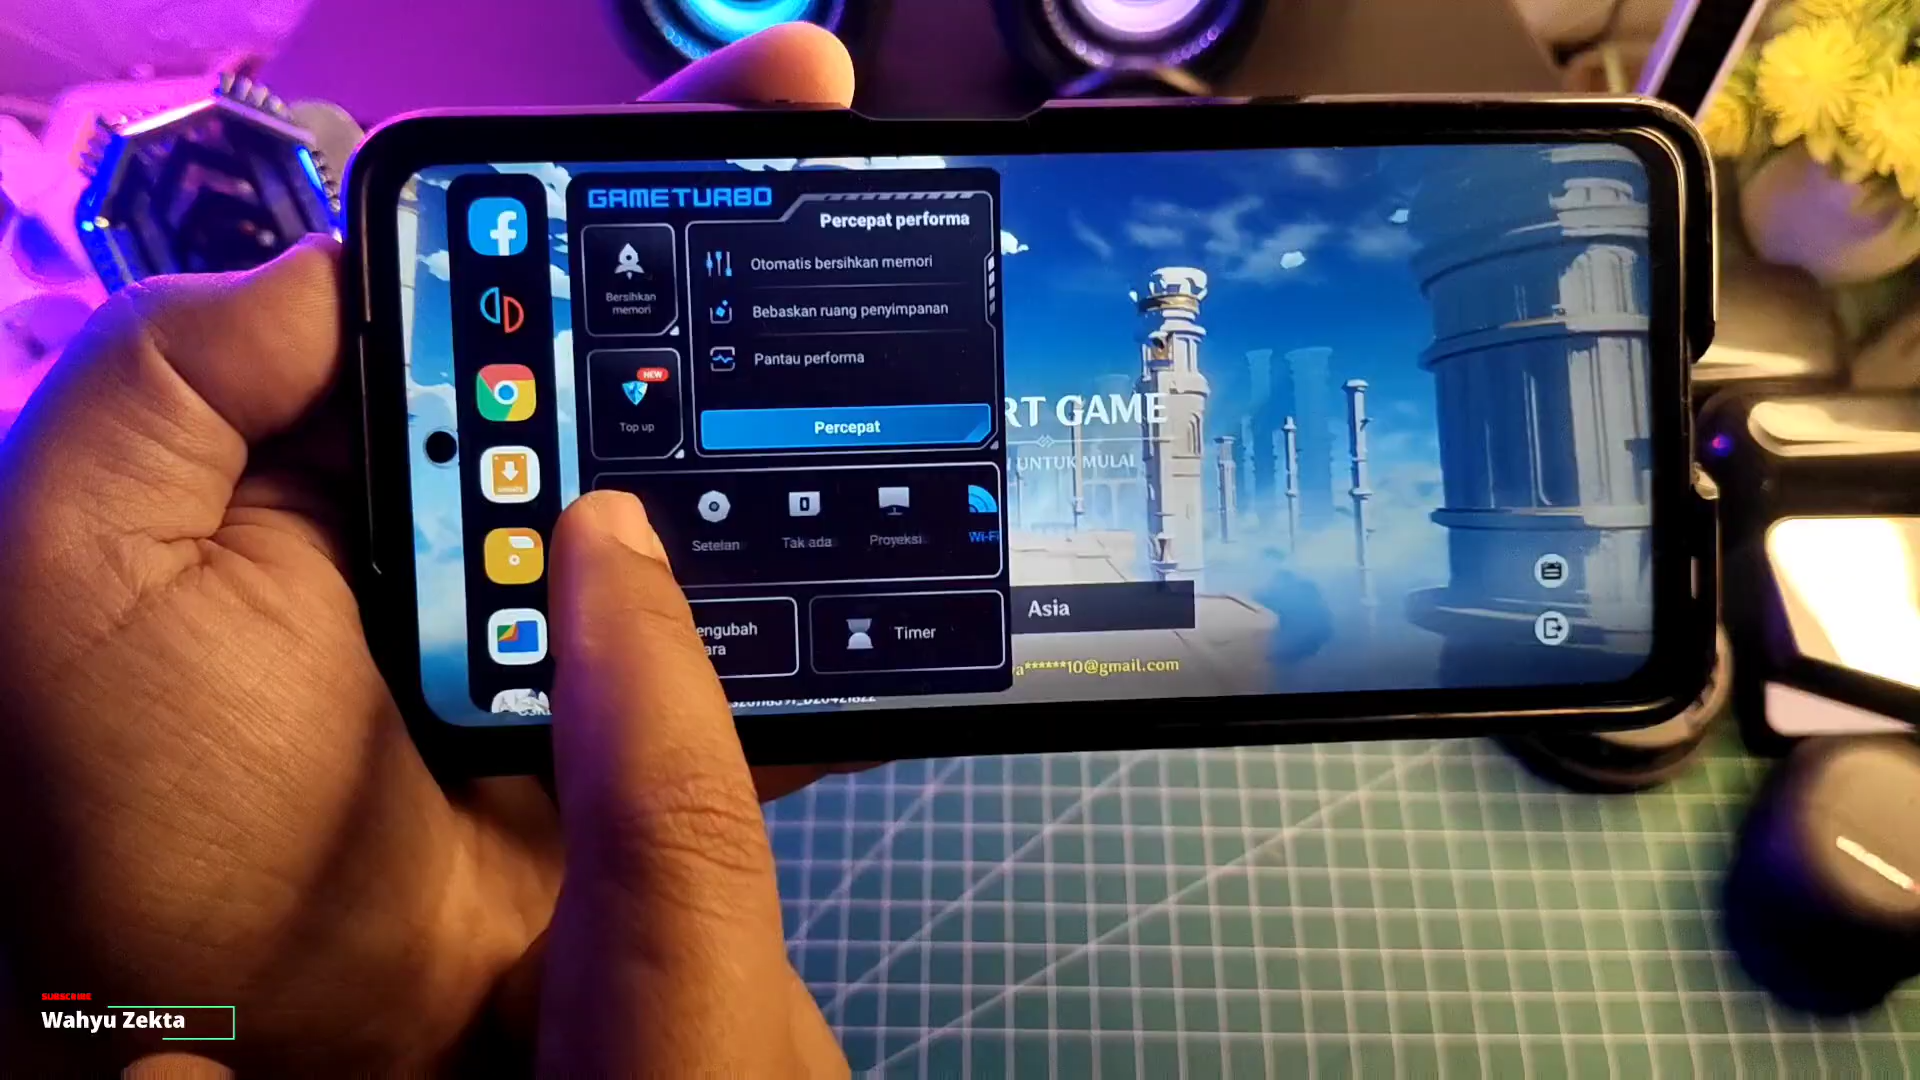 GAMETURBO
Percepat performa
Bersihkan
memori
Otomatis bersihkan memori
Bebaskan ruang penyimpanan
Pantau performa
NEW
Top up
Percepat
RT GAME
UNTUK MULAI
Setelan
Tak ada
Proyeksi
Wi-Fi
engubah
ara
Timer
Asia
a******10@gmail.com
SUBSCRIBE
Wahyu Zekta